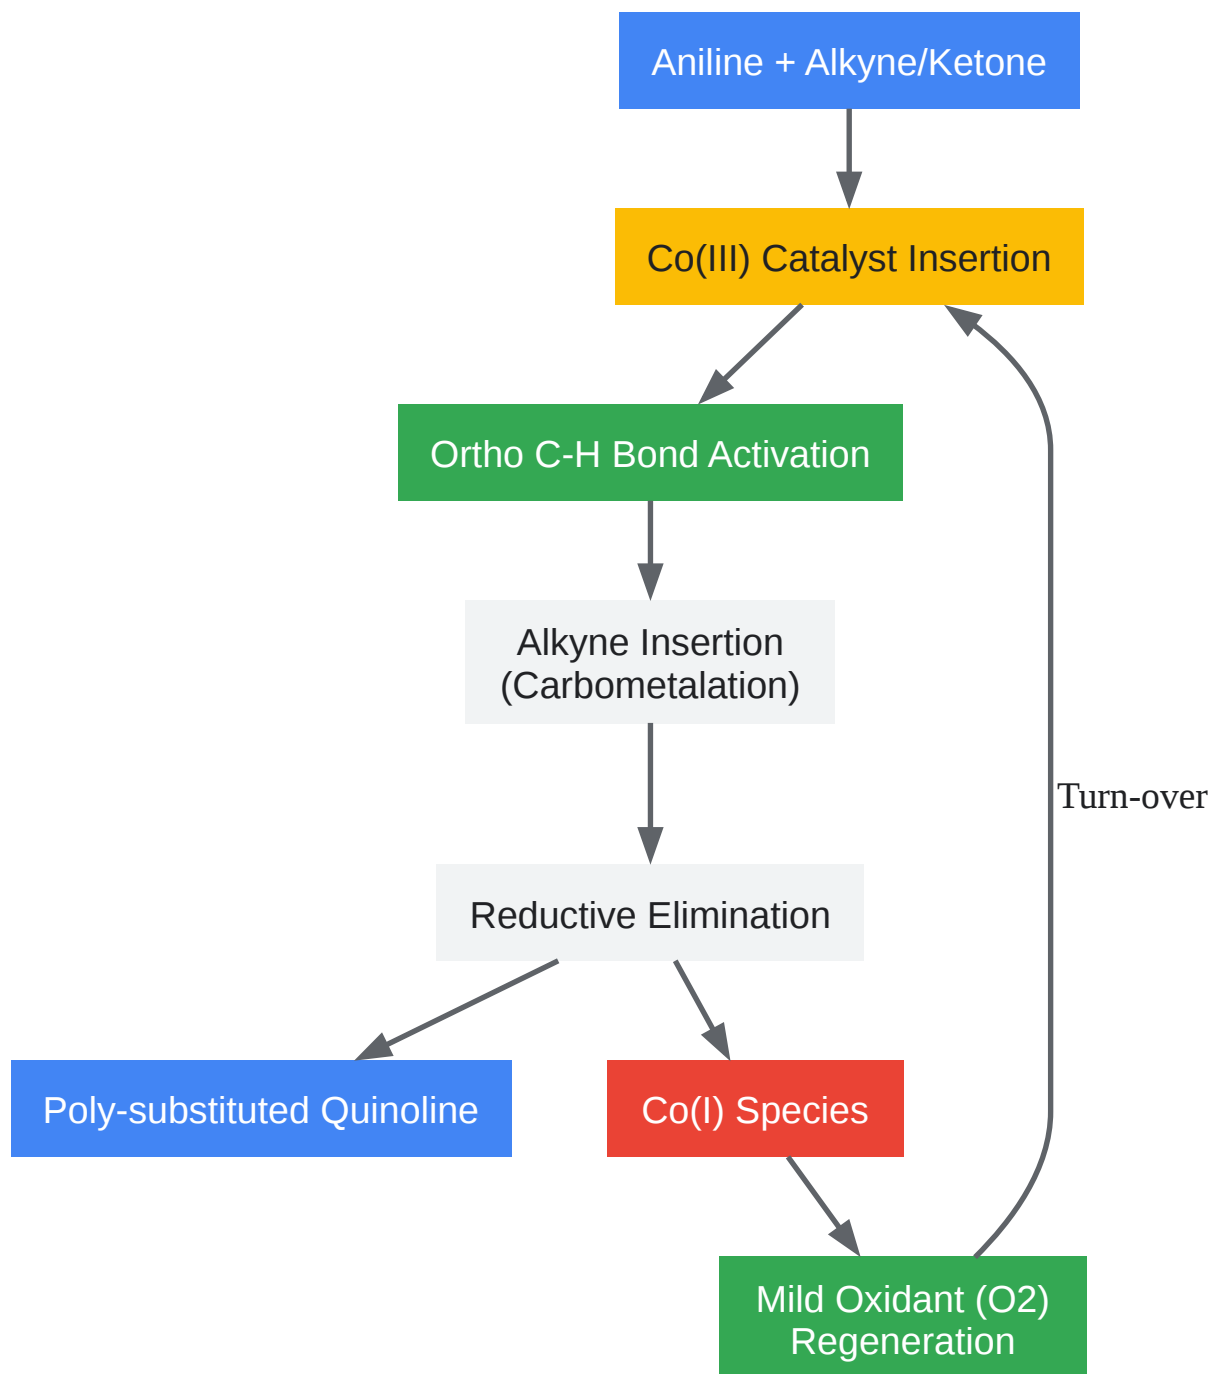 Aniline + Alkyne/Ketone
Co(III) Catalyst Insertion
Ortho C-H Bond Activation
Alkyne Insertion
(Carbometalation)
Turn-over
Reductive Elimination
Poly-substituted Quinoline
Co(I) Species
Mild Oxidant (O2)
Regeneration